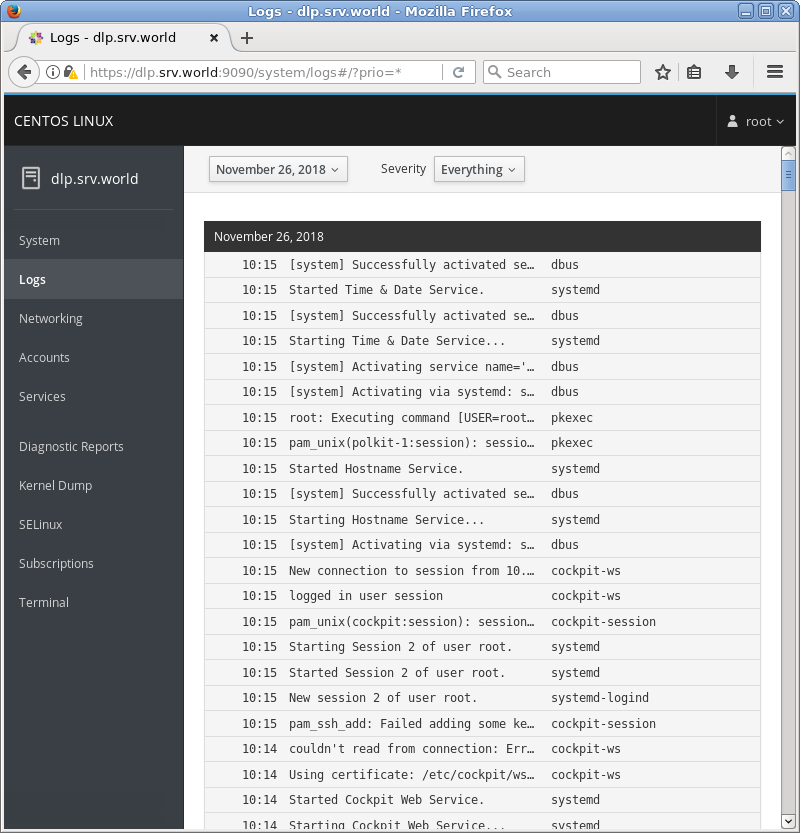 Logs - dlp.srv.world - Mozilla Firefox
Logs - dlp.srv.world
https://dlp.srv.world:9090/system/logs#/?prio=*
Search
CENTOS LINUX
root
dlp.srv.world
System
Logs
Networking
Accounts
Services
Diagnostic Reports
Kernel Dump
SELinux
Subscriptions
Terminal
November 26, 2018 Severity Everything
November 26, 2018
10:15 [system] Successfully activated se… dbus
10:15 Started Time & Date Service. systemd
10:15 [system] Successfully activated se… dbus
10:15 Starting Time & Date Service... systemd
10:15 [system] Activating service name='… dbus
10:15 [system] Activating via systemd: s… dbus
10:15 root: Executing command [USER=root… pkexec
10:15 pam_unix(polkit-1:session): sessio… pkexec
10:15 Started Hostname Service. systemd
10:15 [system] Successfully activated se… dbus
10:15 Starting Hostname Service... systemd
10:15 [system] Activating via systemd: s… dbus
10:15 New connection to session from 10.… cockpit-ws
10:15 logged in user session cockpit-ws
10:15 pam_unix(cockpit:session): session… cockpit-session
10:15 Starting Session 2 of user root. systemd
10:15 Started Session 2 of user root. systemd
10:15 New session 2 of user root. systemd-logind
10:15 pam_ssh_add: Failed adding some ke… cockpit-session
10:14 couldn't read from connection: Err… cockpit-ws
10:14 Using certificate: /etc/cockpit/ws… cockpit-ws
10:14 Started Cockpit Web Service. systemd
10:14 Starting Cockpit Web Service... systemd